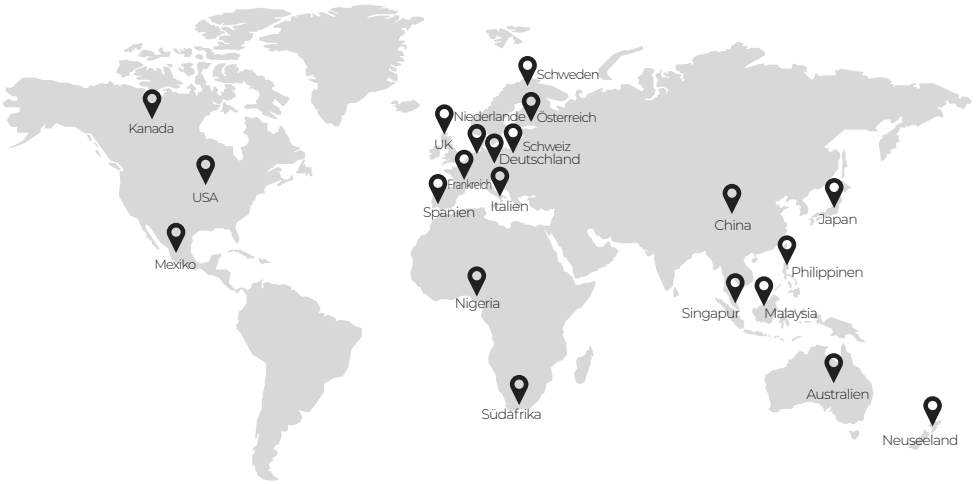 Schweden
Kanada
Niederlande
Österreich
UK
Schweiz
Deutschland
USA
Frankreich
Spanien
Italien
China
Japan
Mexiko
Philippinen
Nigeria
Singapur
Malaysia
Australien
Südafrika
Neuseeland